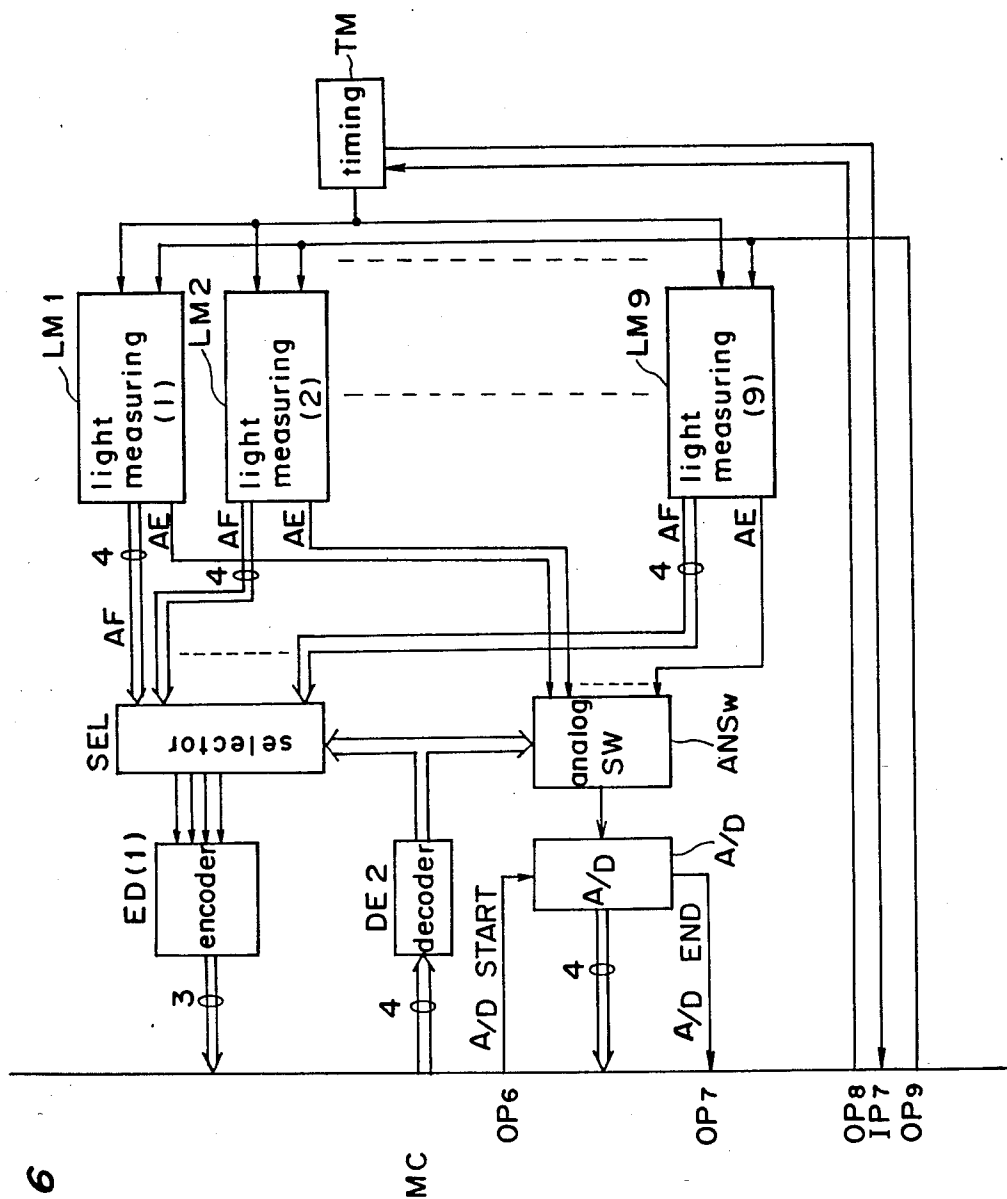 6
TM
timing
LM1
light
measuring
(1)
LM2
light
measuring
(2)
LM9
light
measuring
(9)
4
AF
AE
4
AF
AE
4
AF
AE
AF
SEL
selector
analog
SW
ANSw
ED(1)
encoder
DE2
decoder
A/D
A/D
3
4
A/D START
4
A/D END
MC
OP6
OP7
OP8
IP7
OP9